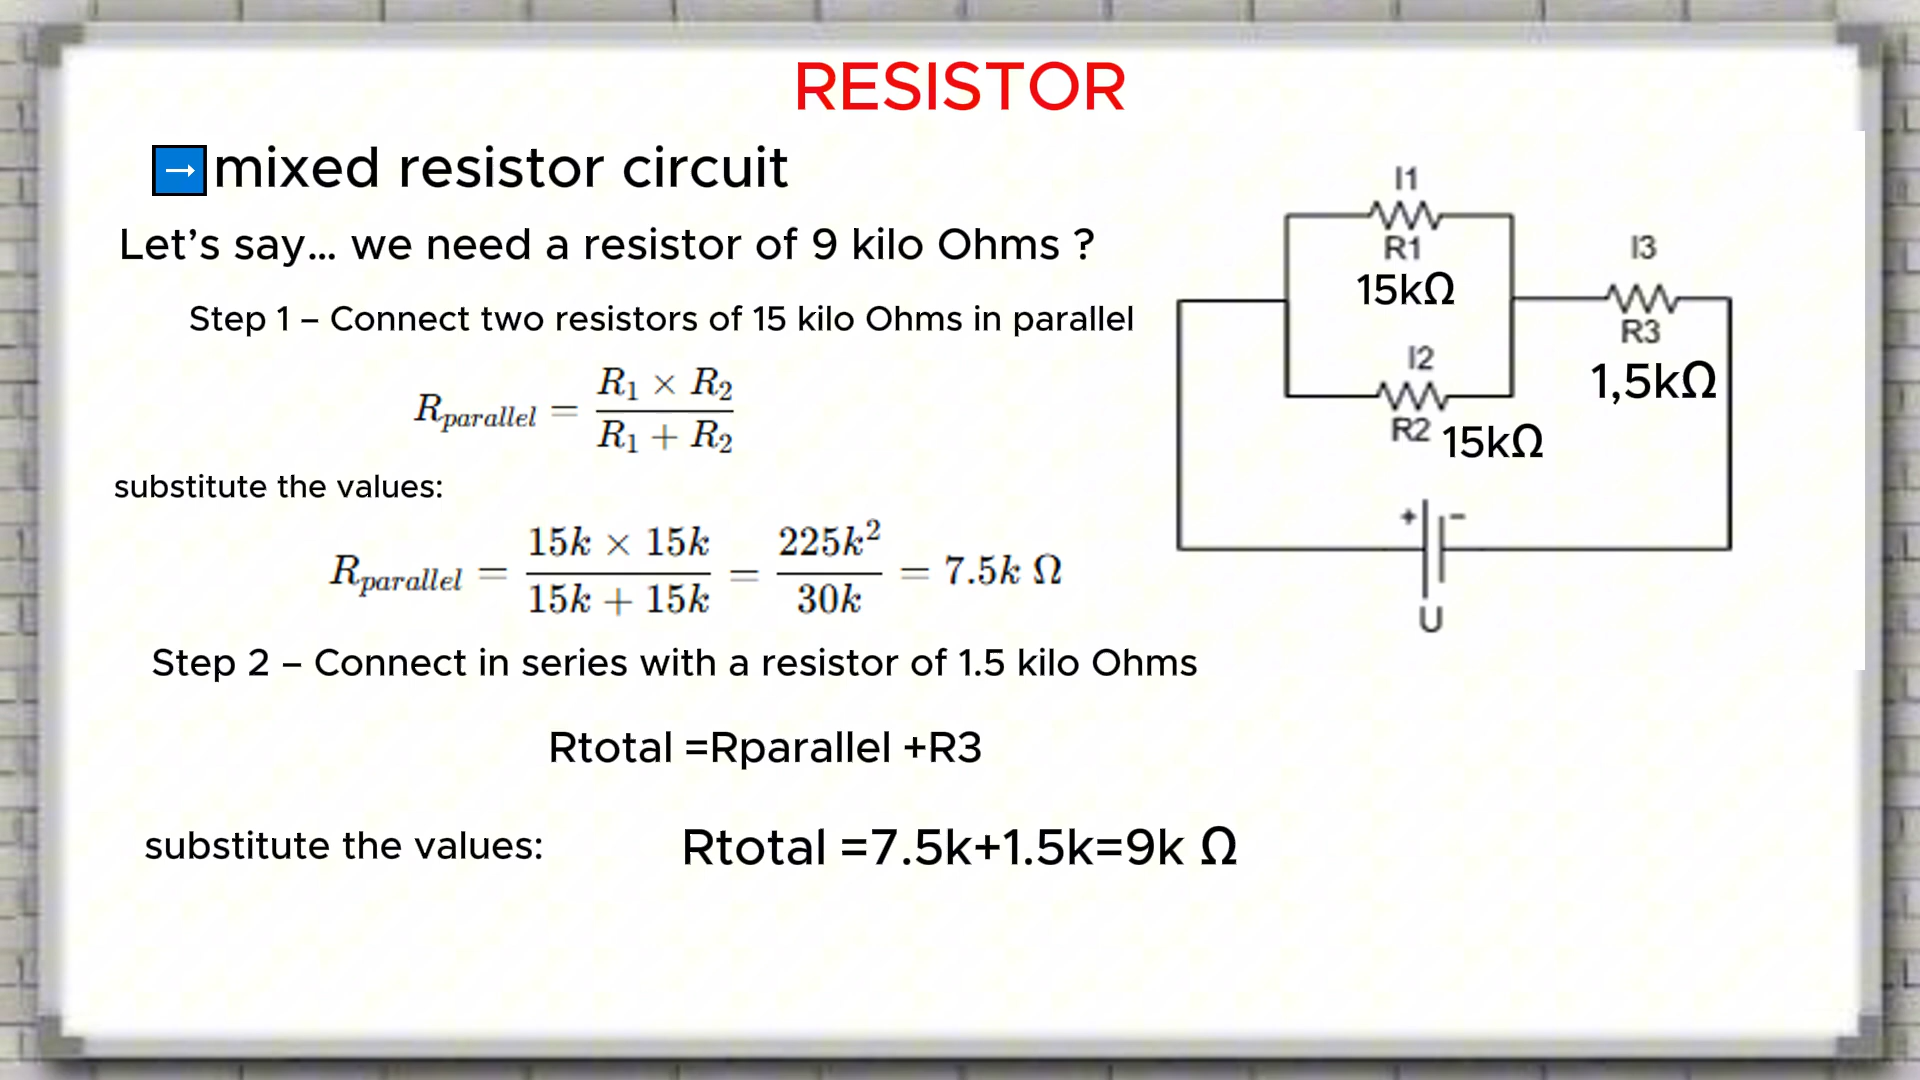 RESISTOR
→ mixed resistor circuit
Let’s say... we need a resistor of 9 kilo Ohms ?
Step 1 – Connect two resistors of 15 kilo Ohms in parallel
R_parallel = (R₁ × R₂) / (R₁ + R₂)
substitute the values:
R_parallel = (15k × 15k) / (15k + 15k) = 225k² / 30k = 7.5k Ω
Step 2 – Connect in series with a resistor of 1.5 kilo Ohms
Rtotal =Rparallel +R3
substitute the values:
Rtotal =7.5k+1.5k=9k Ω
I1
R1
15kΩ
I2
R2
15kΩ
I3
R3
1,5kΩ
+ −
U